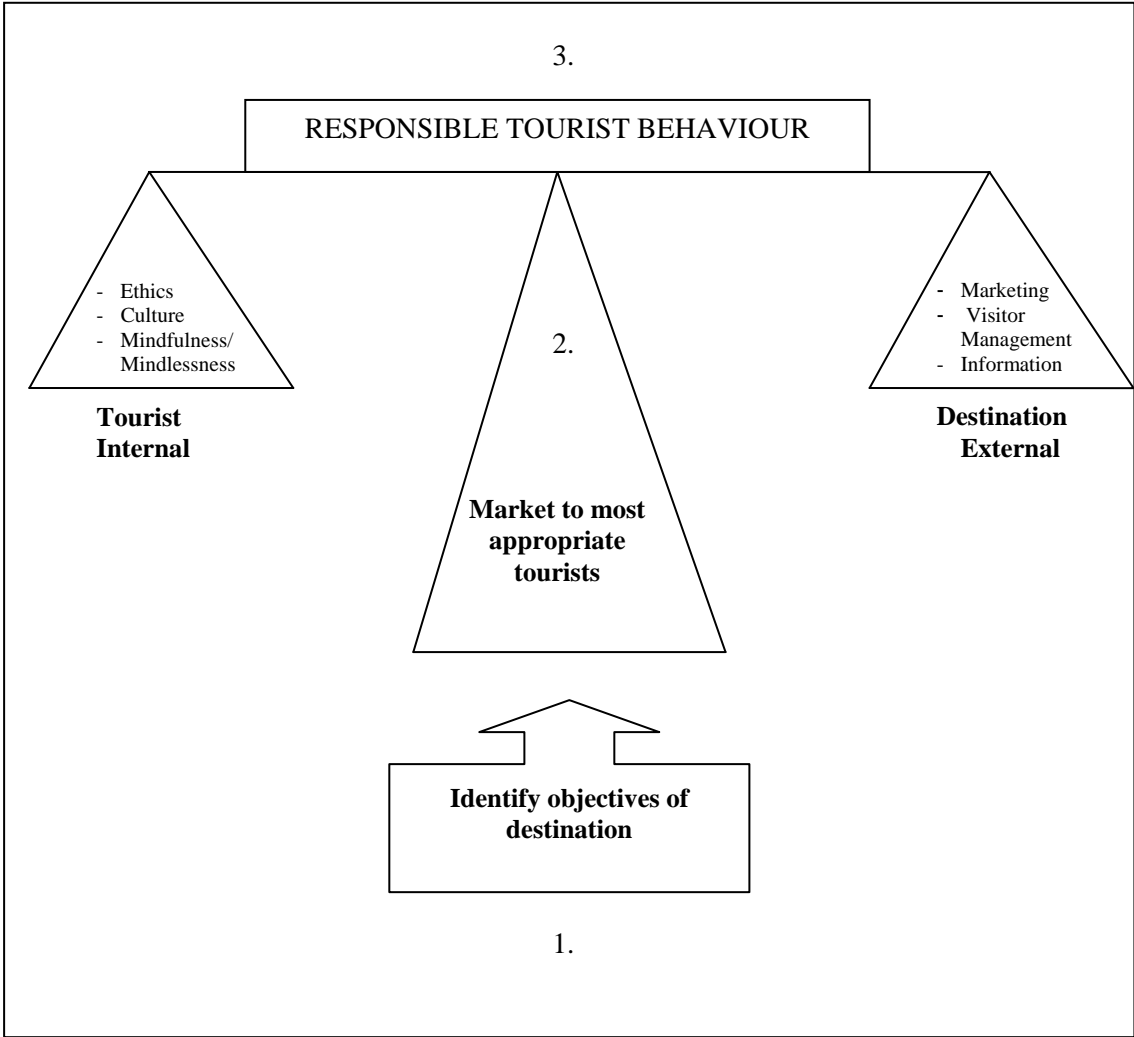 3.
RESPONSIBLE TOURIST BEHAVIOUR
- Ethics
- Culture
- Mindfulness/
Mindlessness
Tourist
Internal
2.
Market to most
appropriate
tourists
- Marketing
- Visitor
Management
- Information
Destination
External
Identify objectives of
destination
1.